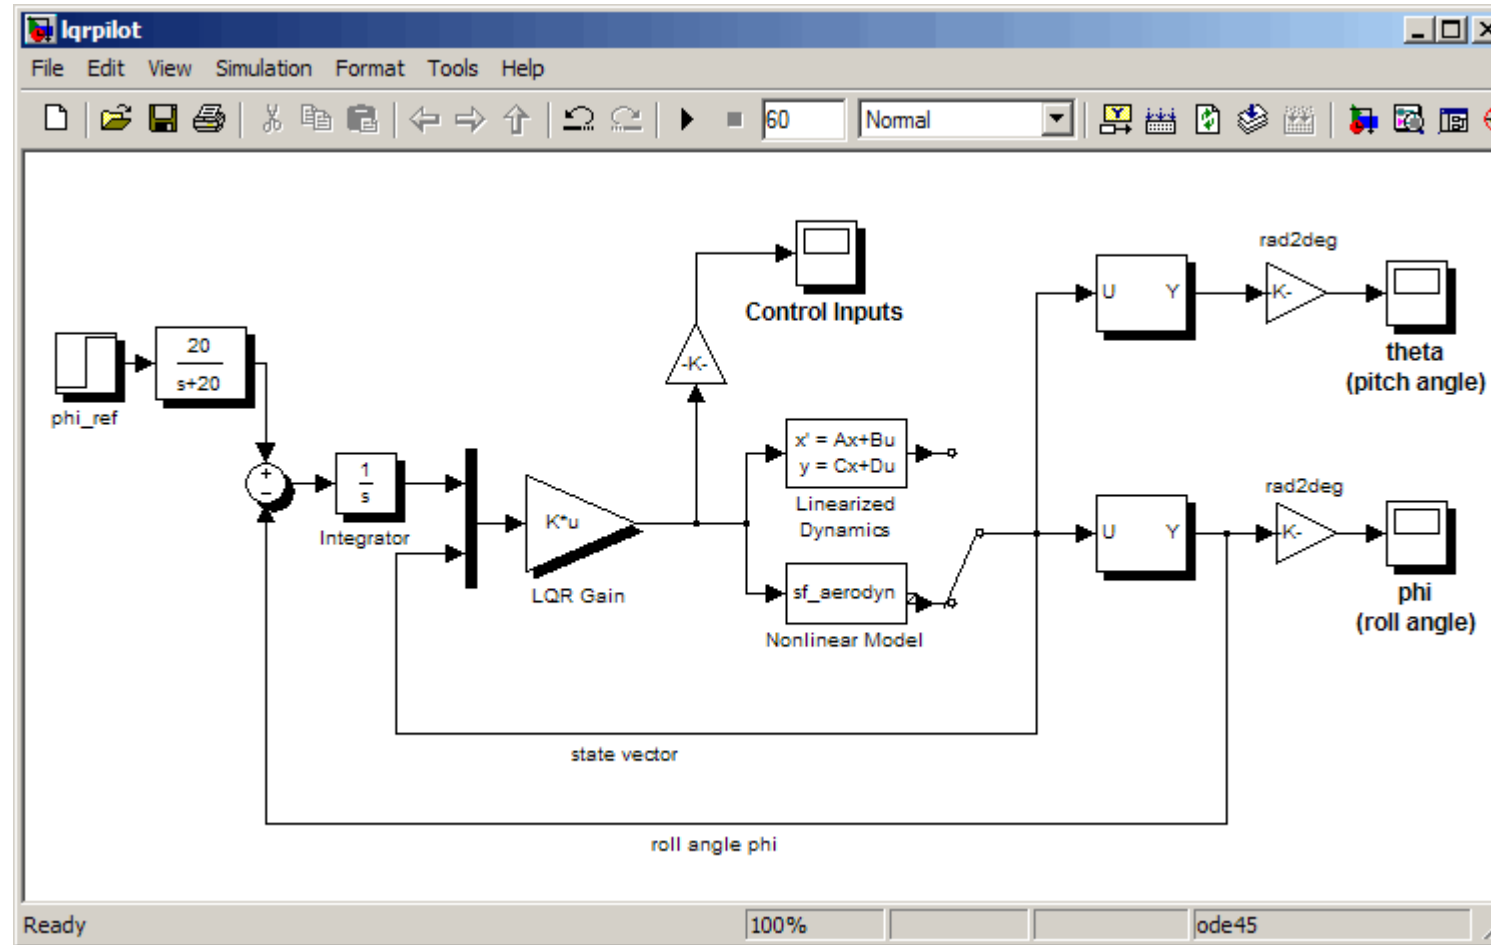 lqrpilot
File Edit View Simulation Format Tools Help
60 Normal
rad2deg
Control Inputs
U Y
-K-
theta
(pitch angle)
20
s+20
phi_ref
-K-
+
−
1
s
Integrator
K*u
LQR Gain
x' = Ax+Bu
y = Cx+Du
Linearized
Dynamics
sf_aerodyn
Nonlinear Model
rad2deg
U Y
K-
phi
(roll angle)
state vector
roll angle phi
Ready 100% ode45